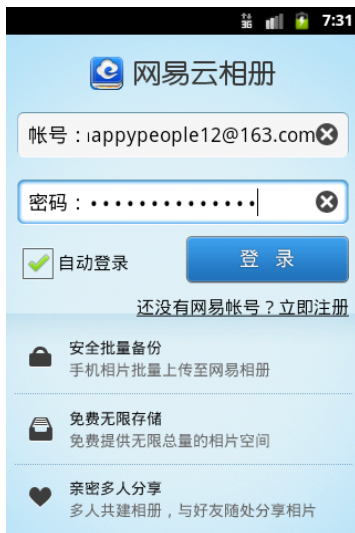 3G 7:31
网易云相册
帐号：appypeople12@163.com
密码：••••••••••••••
自动登录
登 录
还没有网易帐号？立即注册
安全批量备份
手机相片批量上传至网易相册
免费无限存储
免费提供无限总量的相片空间
亲密多人分享
多人共建相册，与好友随处分享相片